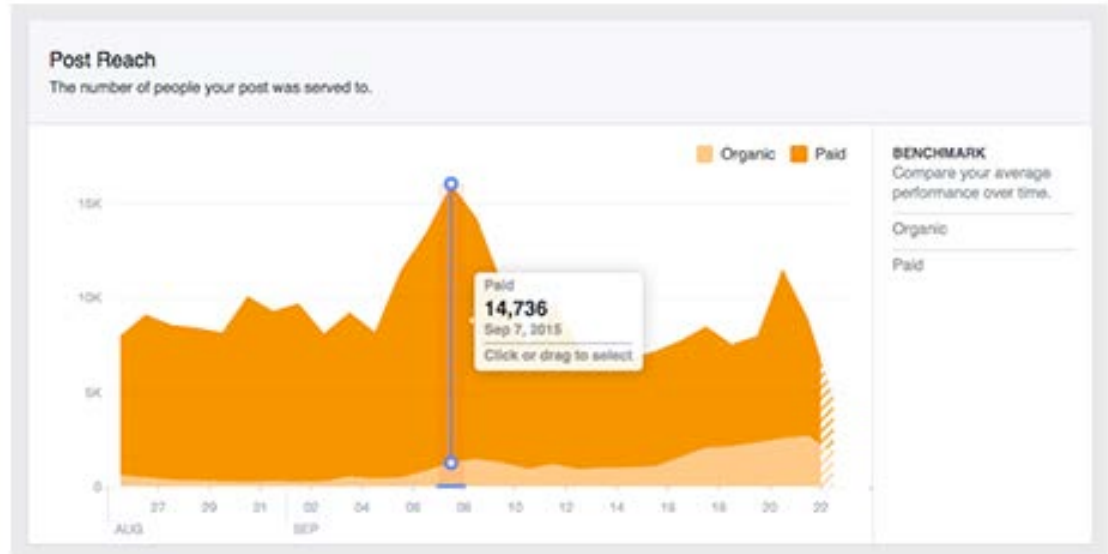 Post Reach
The number of people your post was served to.
Organic Paid
BENCHMARK
Compare your average
performance over time.
Organic
Paid
15K
10K
5K
0
Paid
14,736
Sep 7, 2015
Click or drag to select
27 29 31 02 04 06 08 10 12 14 16 18 20 22
AUG SEP